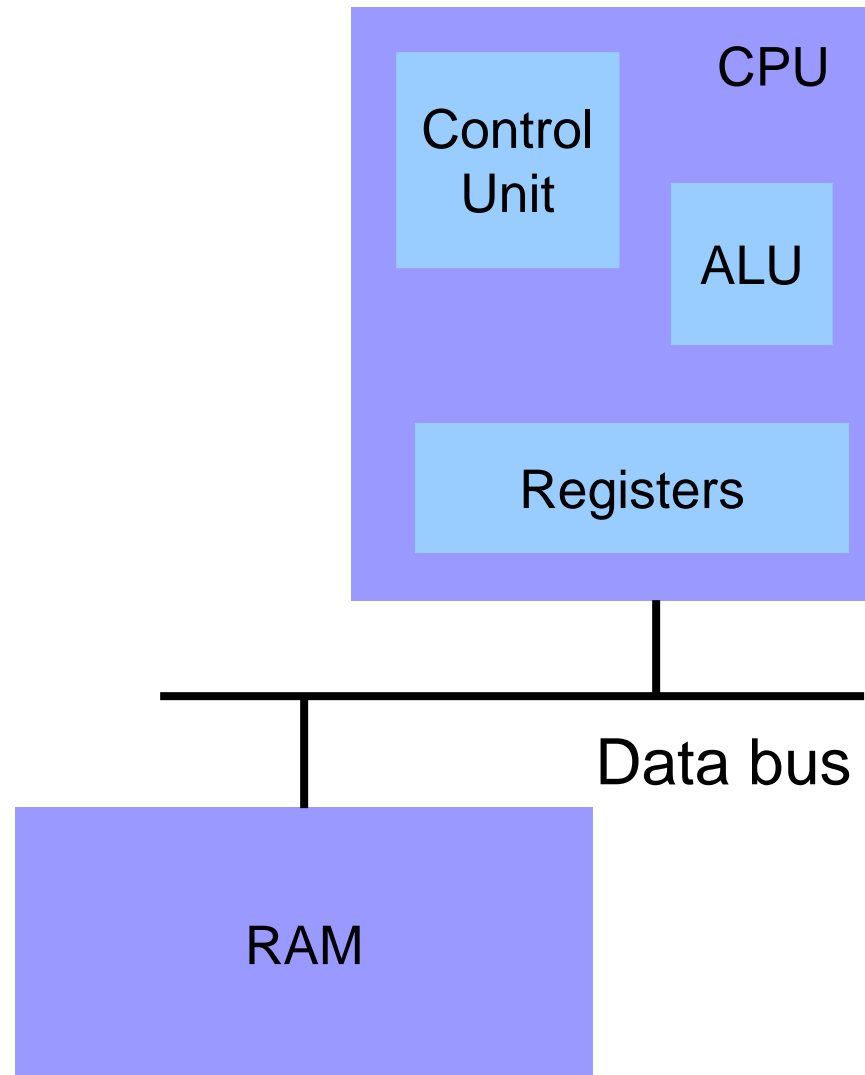 CPU
Control
Unit
ALU
Registers
Data bus
RAM